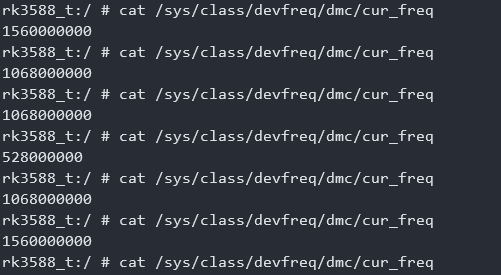 rk3588_t:/ # cat /sys/class/devfreq/dmc/cur_freq
1560000000
rk3588_t:/ # cat /sys/class/devfreq/dmc/cur_freq
1068000000
rk3588_t:/ # cat /sys/class/devfreq/dmc/cur_freq
1068000000
rk3588_t:/ # cat /sys/class/devfreq/dmc/cur_freq
528000000
rk3588_t:/ # cat /sys/class/devfreq/dmc/cur_freq
1068000000
rk3588_t:/ # cat /sys/class/devfreq/dmc/cur_freq
1560000000
rk3588_t:/ # cat /sys/class/devfreq/dmc/cur_freq